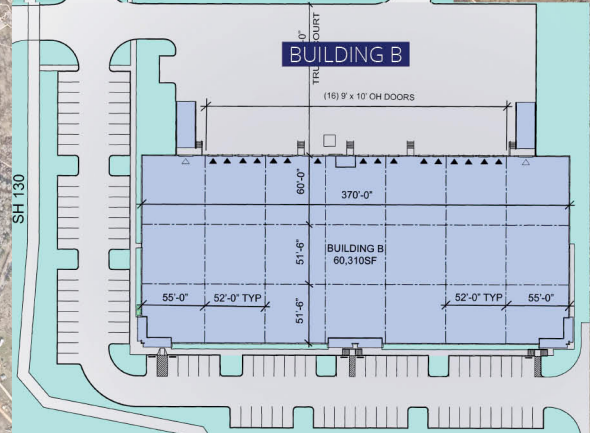 BUILDING B
(16) 9' x 10' OH DOORS
60'-0"
370'-0"
SH 130
BUILDING B
60,310SF
51'-6"
55'-0"
52'-0" TYP
52'-0" TYP
55'-0"
51'-6"